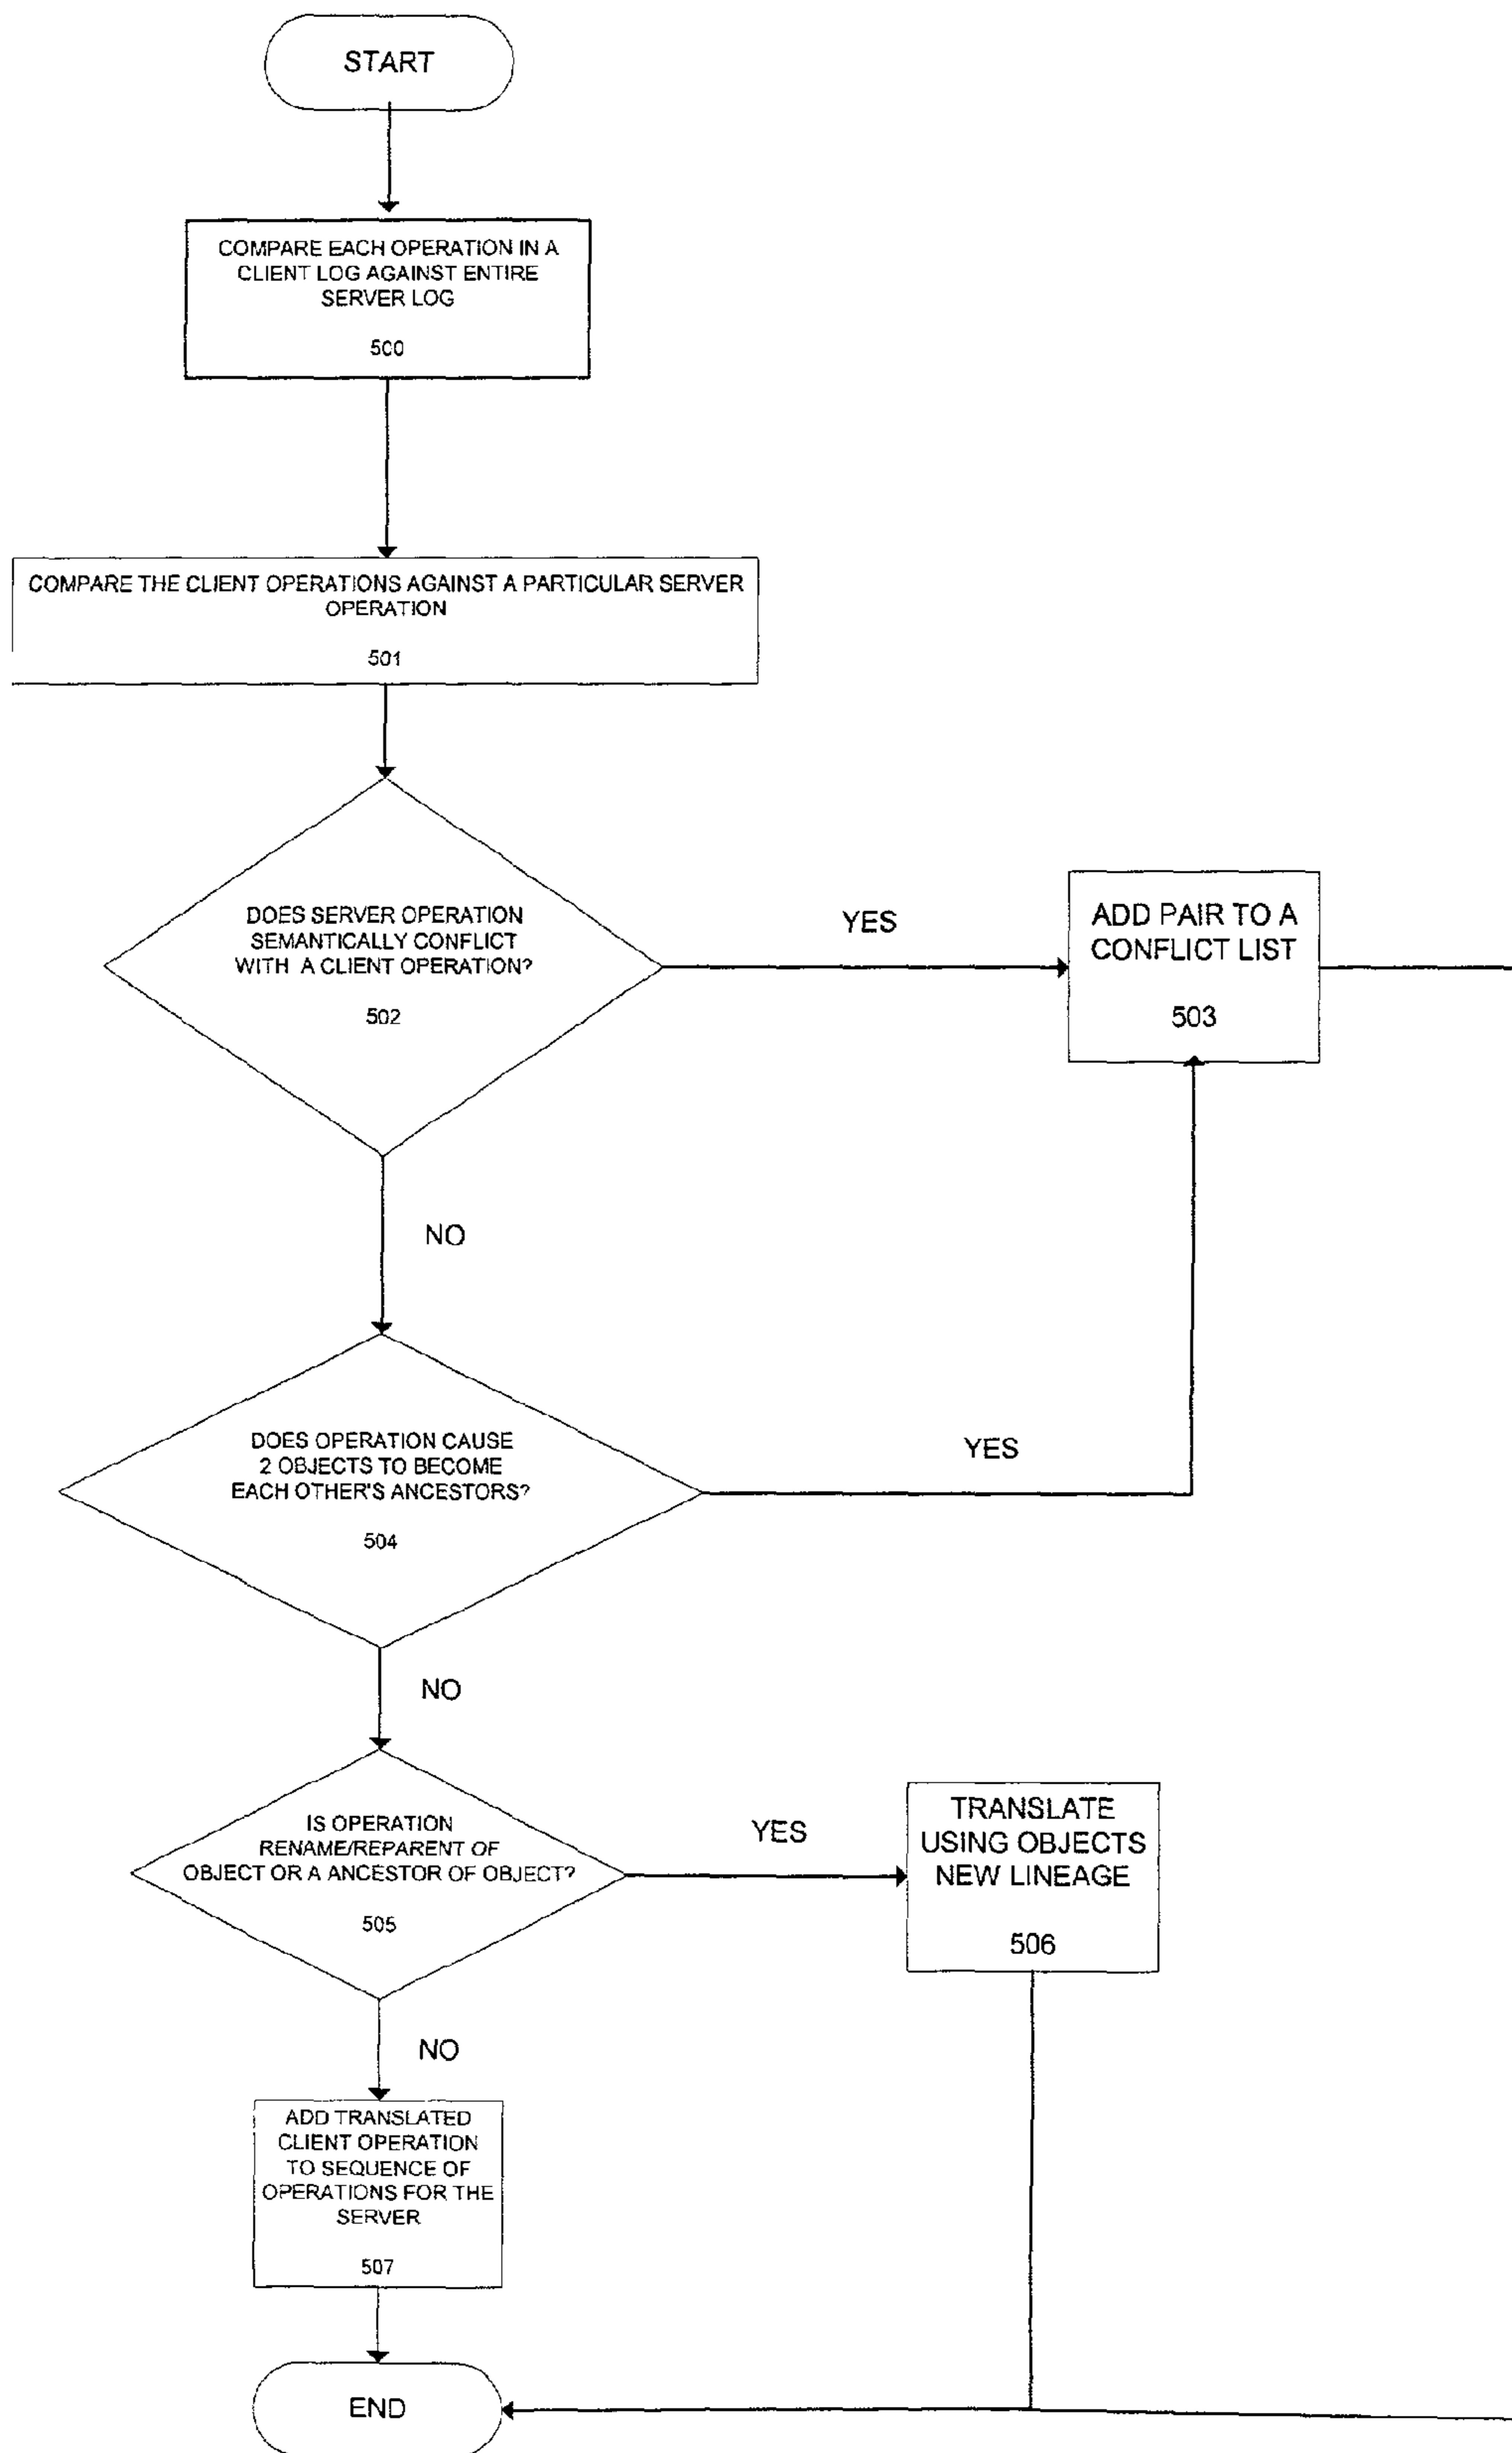 START
COMPARE EACH OPERATION IN A
CLIENT LOG AGAINST ENTIRE
SERVER LOG
500
COMPARE THE CLIENT OPERATIONS AGAINST A PARTICULAR SERVER
OPERATION
501
DOES SERVER OPERATION
SEMANTICALLY CONFLICT
WITH A CLIENT OPERATION?
502
YES
ADD PAIR TO A
CONFLICT LIST
503
NO
DOES OPERATION CAUSE
2 OBJECTS TO BECOME
EACH OTHER'S ANCESTORS?
504
YES
NO
IS OPERATION
RENAME/REPARENT OF
OBJECT OR A ANCESTOR OF OBJECT?
505
YES
TRANSLATE
USING OBJECTS
NEW LINEAGE
506
NO
ADD TRANSLATED
CLIENT OPERATION
TO SEQUENCE OF
OPERATIONS FOR THE
SERVER
507
END